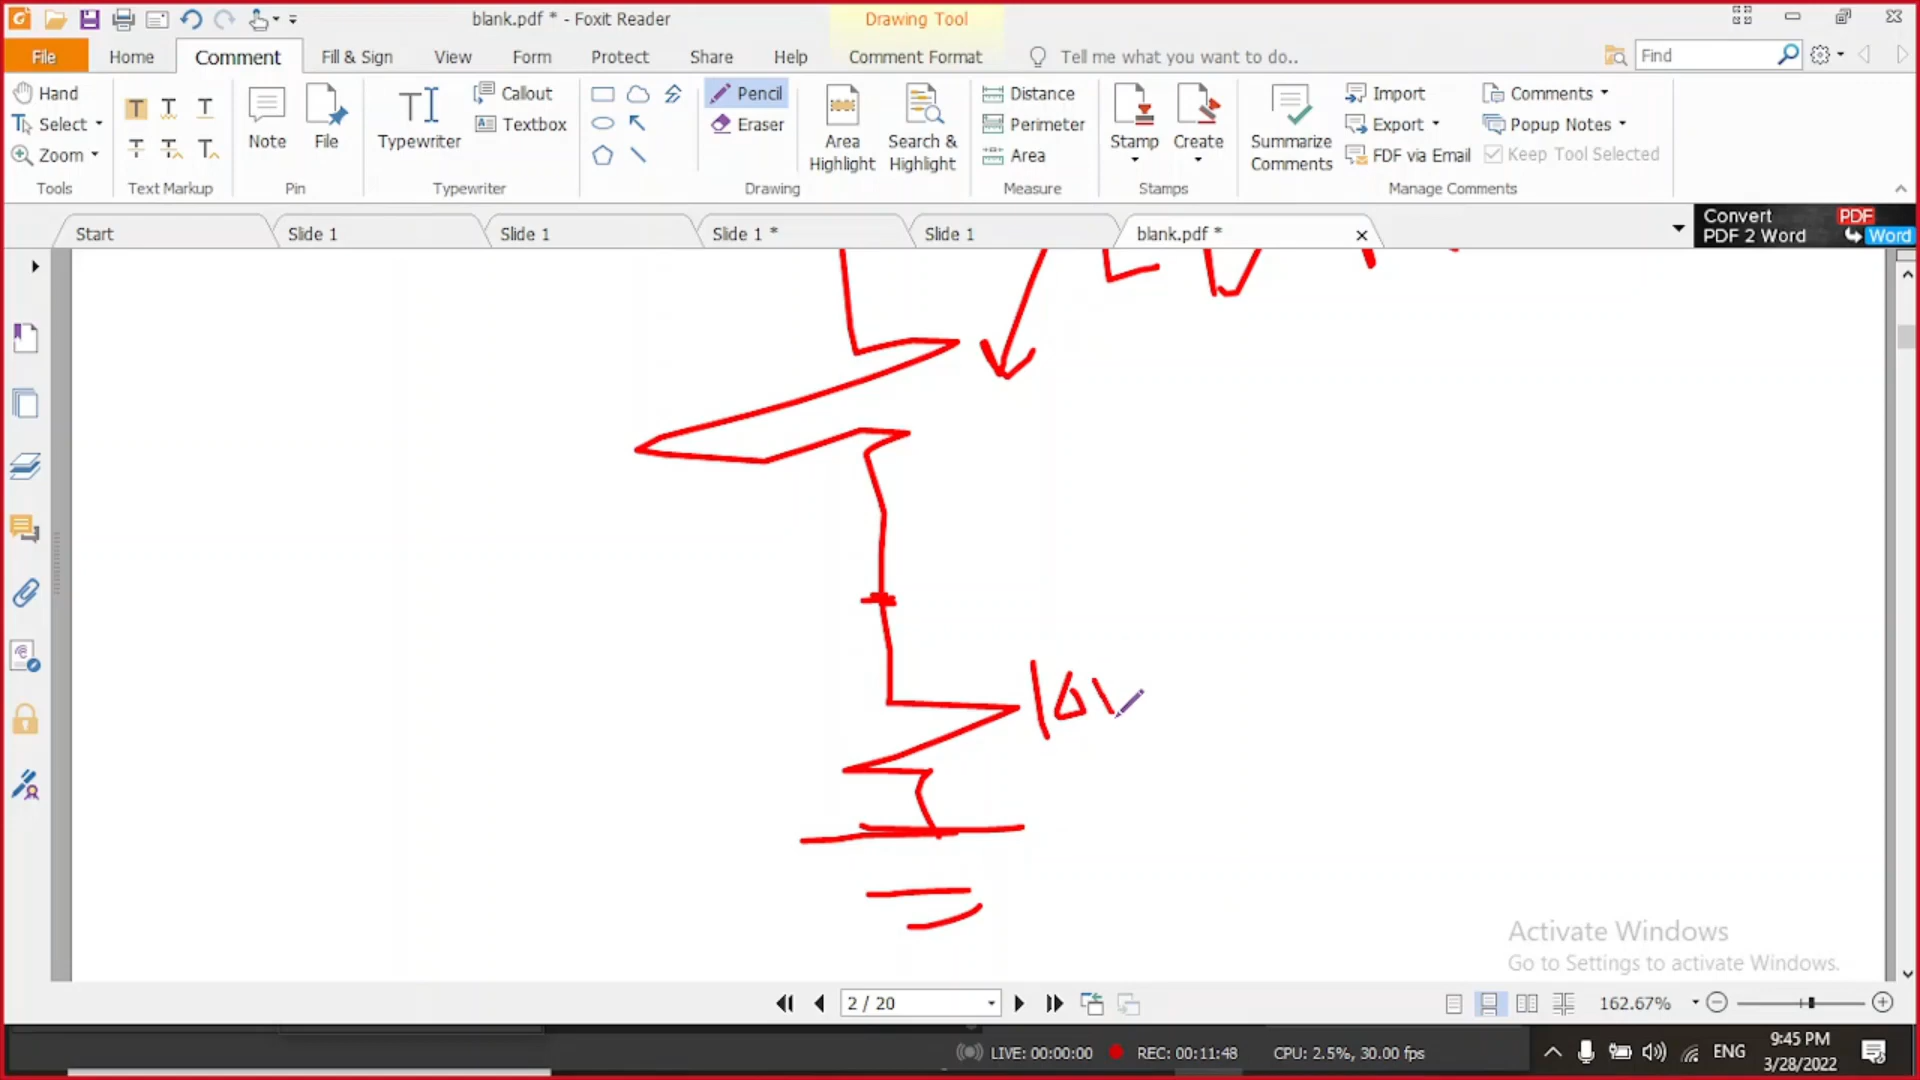 blank.pdf * - Foxit Reader
Drawing Tool
File Home Comment Fill & Sign View Form Protect Share Help Comment Format Tell me what you want to do.. Find
Hand
Select
Zoom
Tools
Text Markup
Note
File
Pin
Typewriter
Callout
Textbox
Typewriter
Pencil
Eraser
Area Highlight
Search & Highlight
Drawing
Distance
Perimeter
Area
Measure
Stamp
Create
Stamps
Summarize Comments
Import
Export
FDF via Email
Comments
Popup Notes
Keep Tool Selected
Manage Comments
Start Slide 1 Slide 1 Slide 1 * Slide 1 blank.pdf *
Convert PDF
PDF 2 Word Word
Activate Windows
Go to Settings to activate Windows.
2 / 20
162.67%
LIVE: 00:00:00 REC: 00:11:48 CPU: 2.5%, 30.00 fps
ENG
9:45 PM
3/28/2022